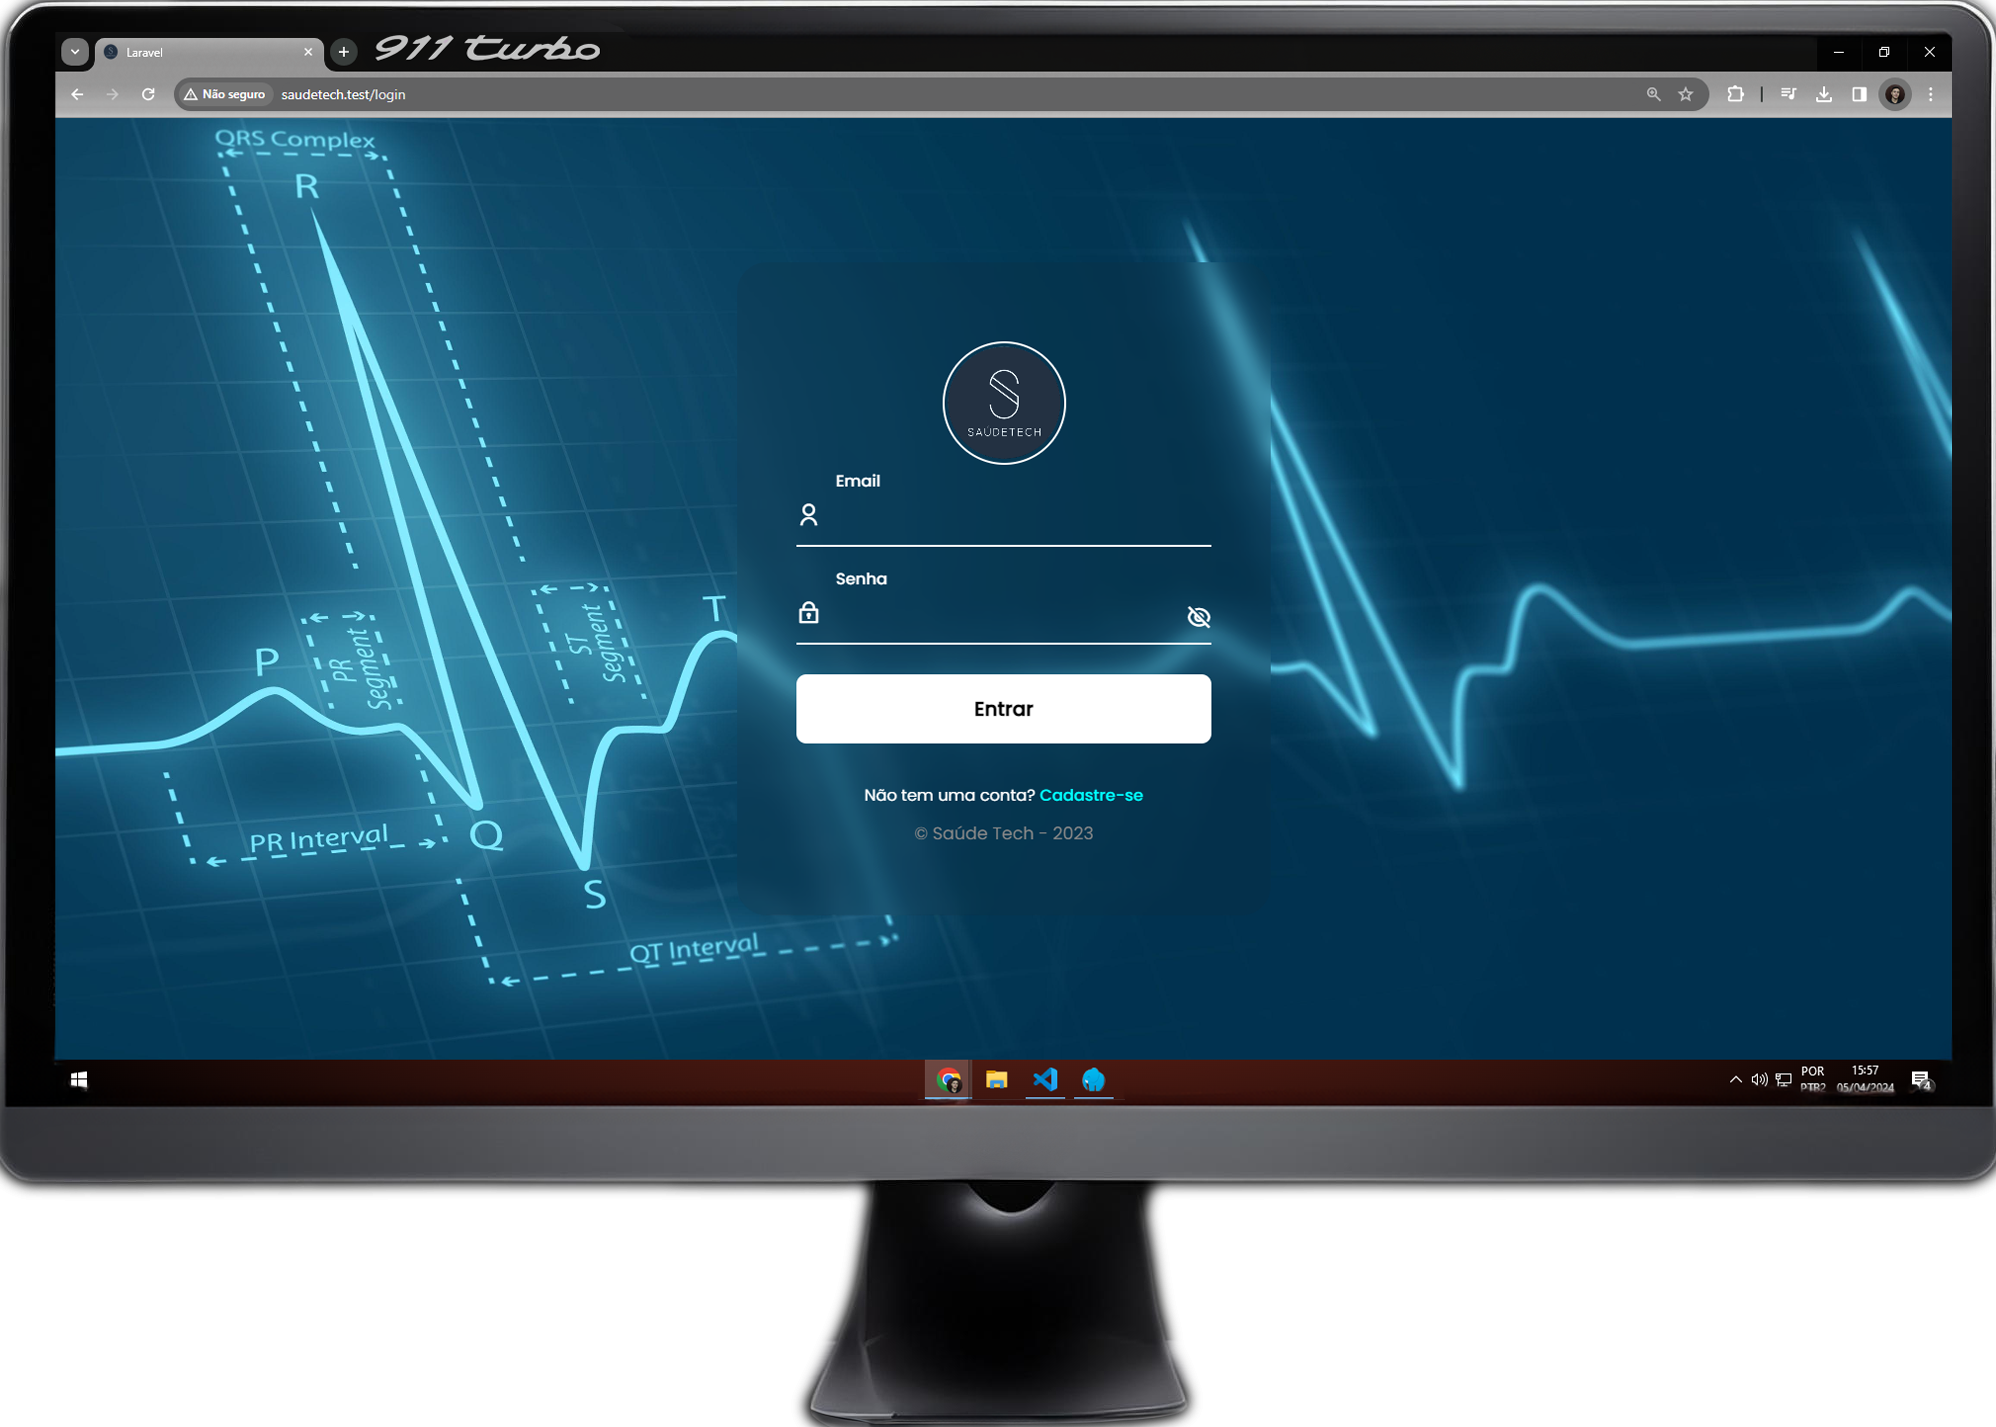 Laravel
911 turbo
Não seguro
saudetech.test/login
QRS Complex
R
SAÚDETECH
Email
Senha
T
ST Segment
P
PR Segment
Entrar
Não tem uma conta? Cadastre-se
PR Interval
Q
© Saúde Tech - 2023
S
QT Interval
POR
15:57
PTB2
05/04/2024
4